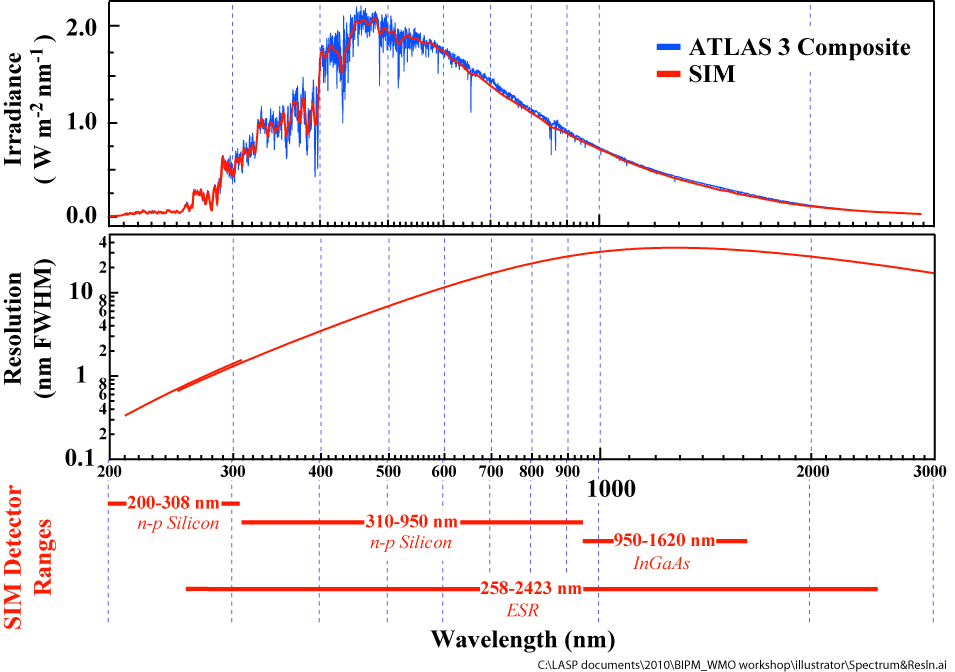 2.0
1.0
0.0
Irradiance
( W m-2 nm-1)
ATLAS 3 Composite
SIM
4
2
10
8
6
4
2
1
8
6
4
2
0.1
Resolution
(nm FWHM)
200 300 400 500 600 700 800 900 1000 2000 3000
SIM Detector
Ranges
200-308 nm
n-p Silicon
310-950 nm
n-p Silicon
950-1620 nm
InGaAs
258-2423 nm
ESR
Wavelength (nm)
C:\LASP documents\2010\BIPM_WMO workshop\illustrator\Spectrum&Resln.ai